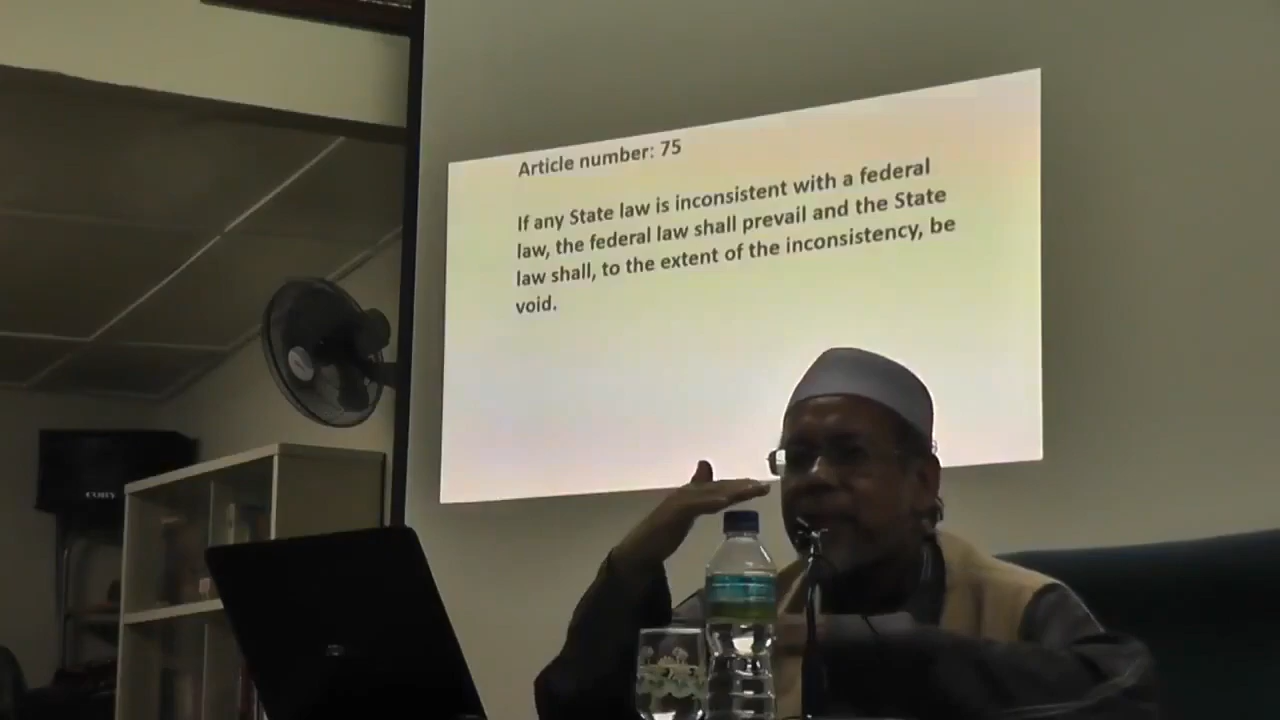 Article number: 75
If any State law is inconsistent with a federal
law, the federal law shall prevail and the State
law shall, to the extent of the inconsistency, be
void.
COBY